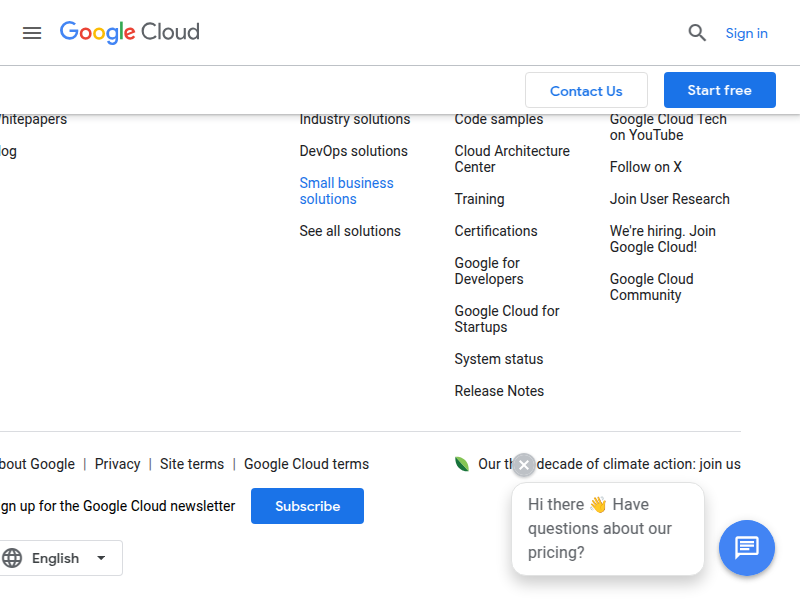 Google Cloud
Sign in
Contact Us
Start free
hitepapers
og
Industry solutions
DevOps solutions
Small business
solutions
See all solutions
Code samples
Cloud Architecture
Center
Training
Certifications
Google for
Developers
Google Cloud for
Startups
System status
Release Notes
Google Cloud Tech
on YouTube
Follow on X
Join User Research
We're hiring. Join
Google Cloud!
Google Cloud
Community
bout Google | Privacy | Site terms | Google Cloud terms
Our decade of climate action: join us
gn up for the Google Cloud newsletter
Subscribe
English
Hi there 👋 Have
questions about our
pricing?